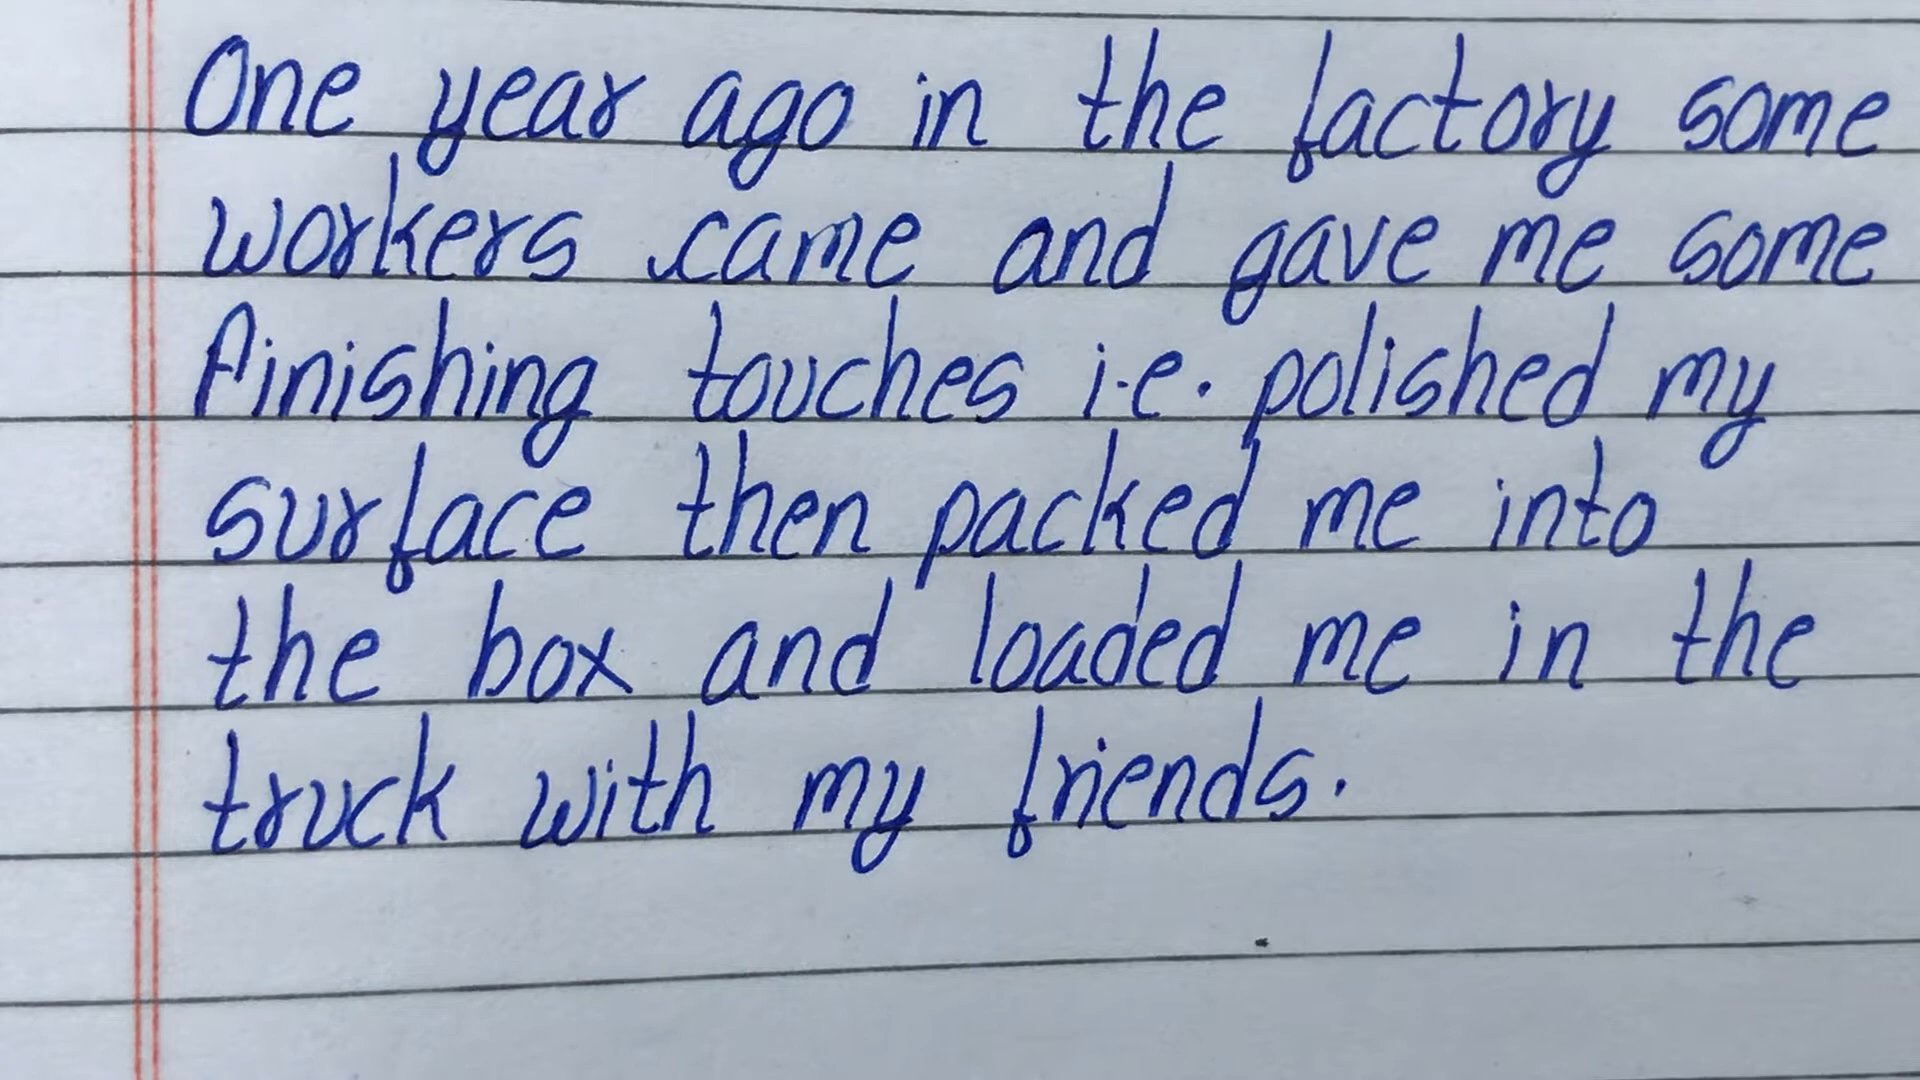 One year ago in the factory some
workers came and gave me some
finishing touches i.e. polished my
surface then packed me into
the box and loaded me in the
truck with my friends.